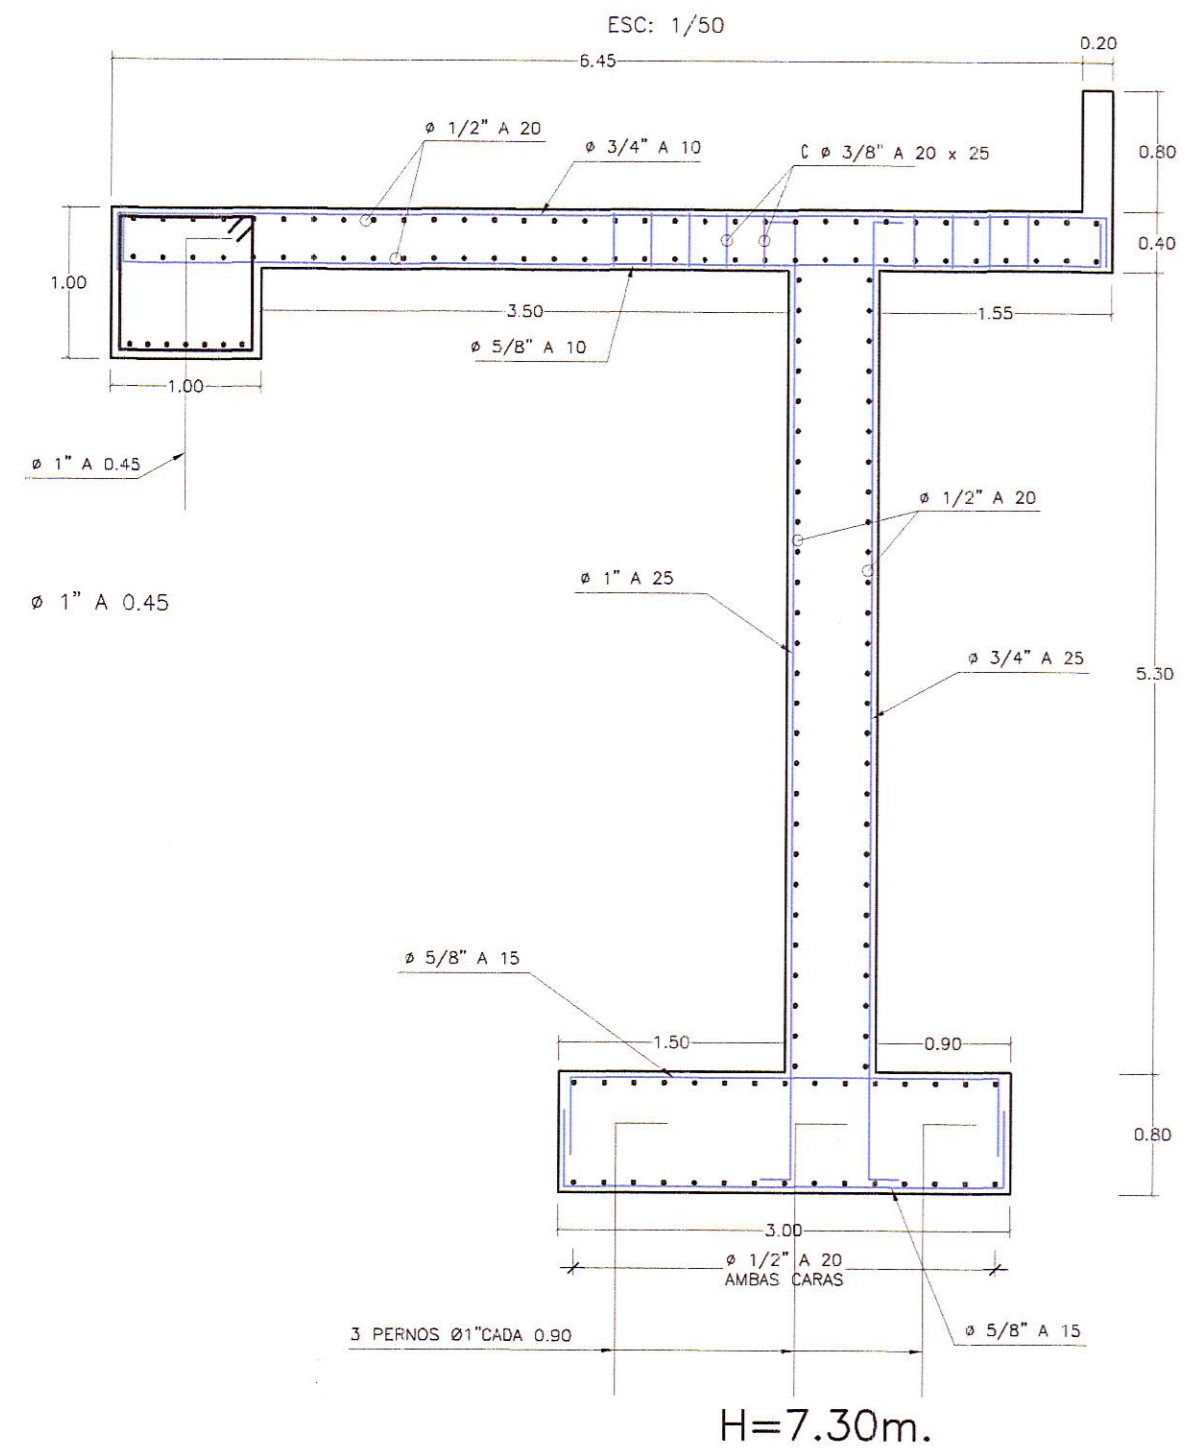 ESC: 1/50
0.20
6.45
ø 1/2" A 20
ø 3/4" A 10
C ø 3/8" A 20 x 25
0.80
0.40
1.00
3.50
1.55
ø 5/8" A 10
1.00
ø 1" A 0.45
ø 1/2" A 20
ø 1" A 25
ø 1" A 0.45
ø 3/4" A 25
5.30
ø 5/8" A 15
1.50
0.90
0.80
3.00
ø 1/2" A 20
AMBAS CARAS
3 PERNOS Ø1"CADA 0.90
ø 5/8" A 15
H=7.30m.